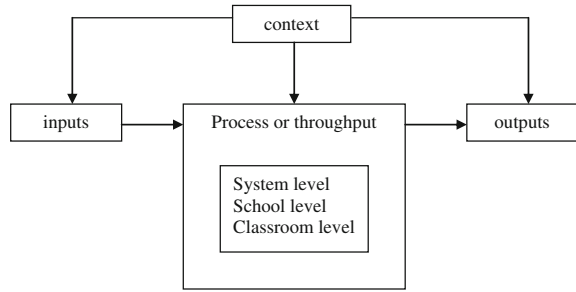 context
inputs
Process or throughput
outputs
System level
School level
Classroom level